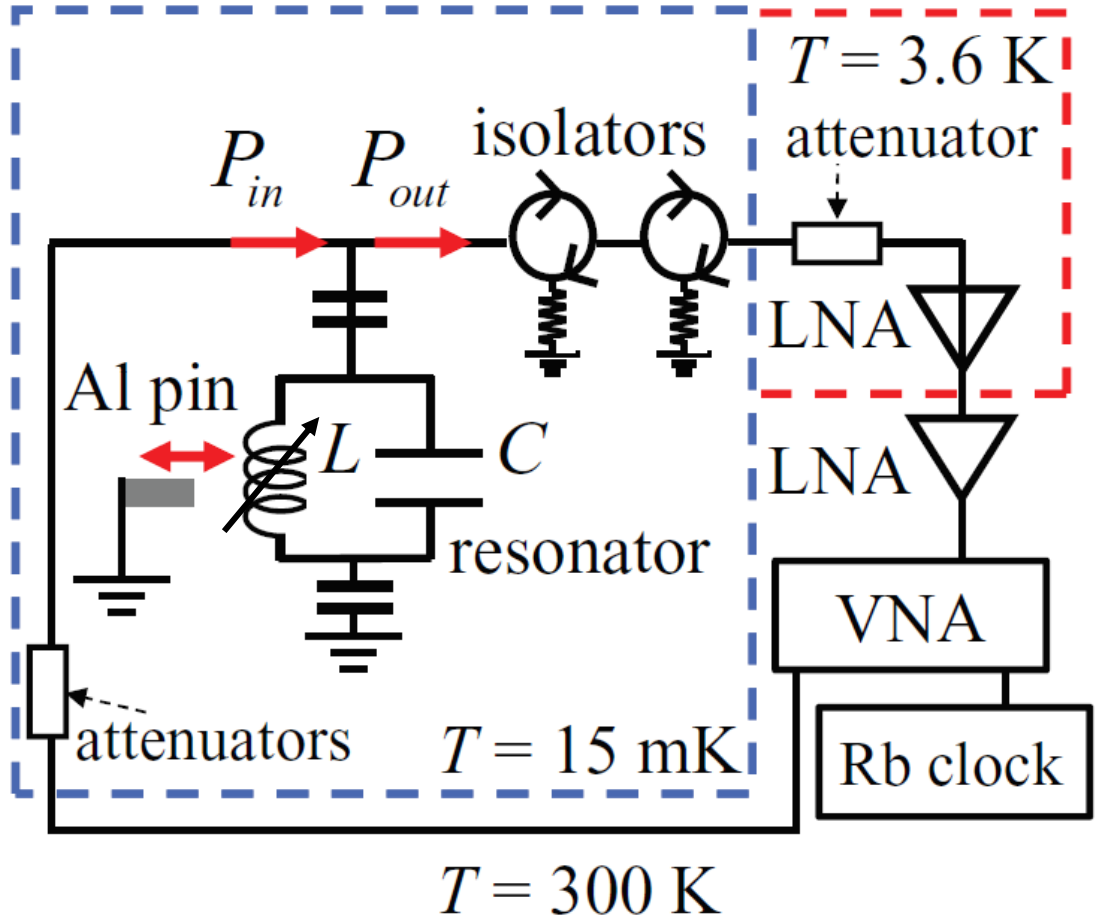 T = 3.6 K
attenuator
isolators
P_in
P_out
LNA
Al pin
L
C
LNA
resonator
VNA
attenuators
T = 15 mK
Rb clock
T = 300 K